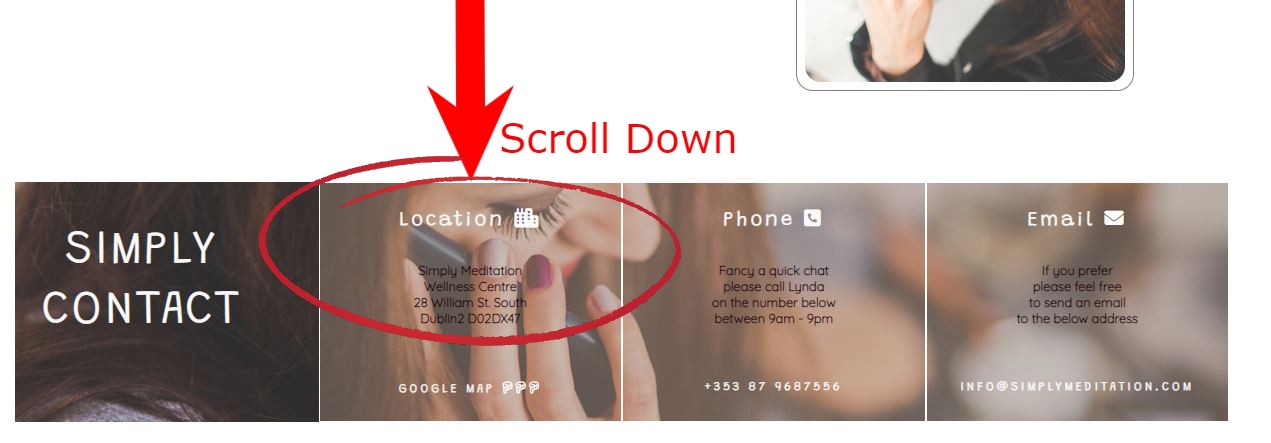 Scroll Down
SIMPLY
CONTACT
Location
Simply Meditation
Wellness Centre
28 William St. South
Dublin2 D02DX47
GOOGLE MAP
Phone
Fancy a quick chat
please call Lynda
on the number below
between 9am - 9pm
+353 87 9687556
Email
If you prefer
please feel free
to send an email
to the below address
INFO@SIMPLYMEDITATION.COM